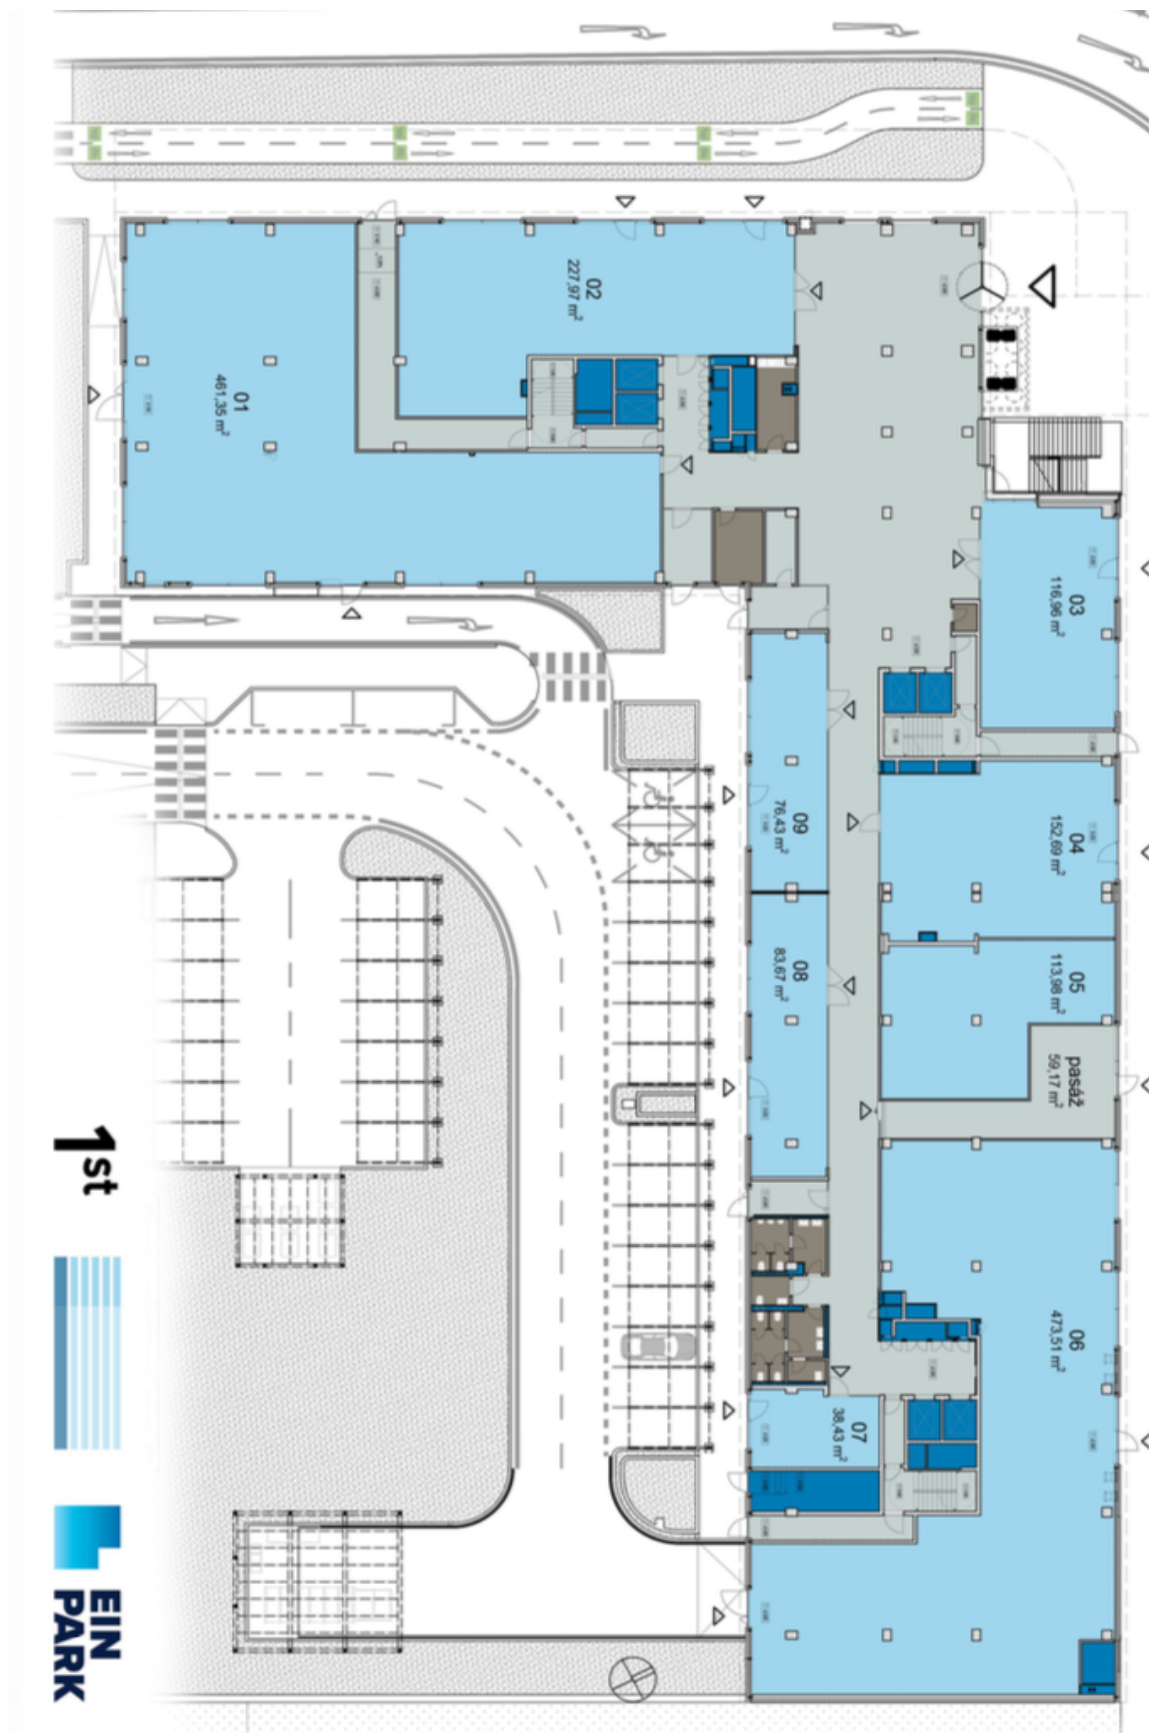 01
461,35 m²
02
227,97 m²
03
116,96 m²
04
152,69 m²
05
113,98 m²
pasáž
59,17 m²
06
473,51 m²
07
38,43 m²
08
83,67 m²
09
76,43 m²
1st
EIN
PARK